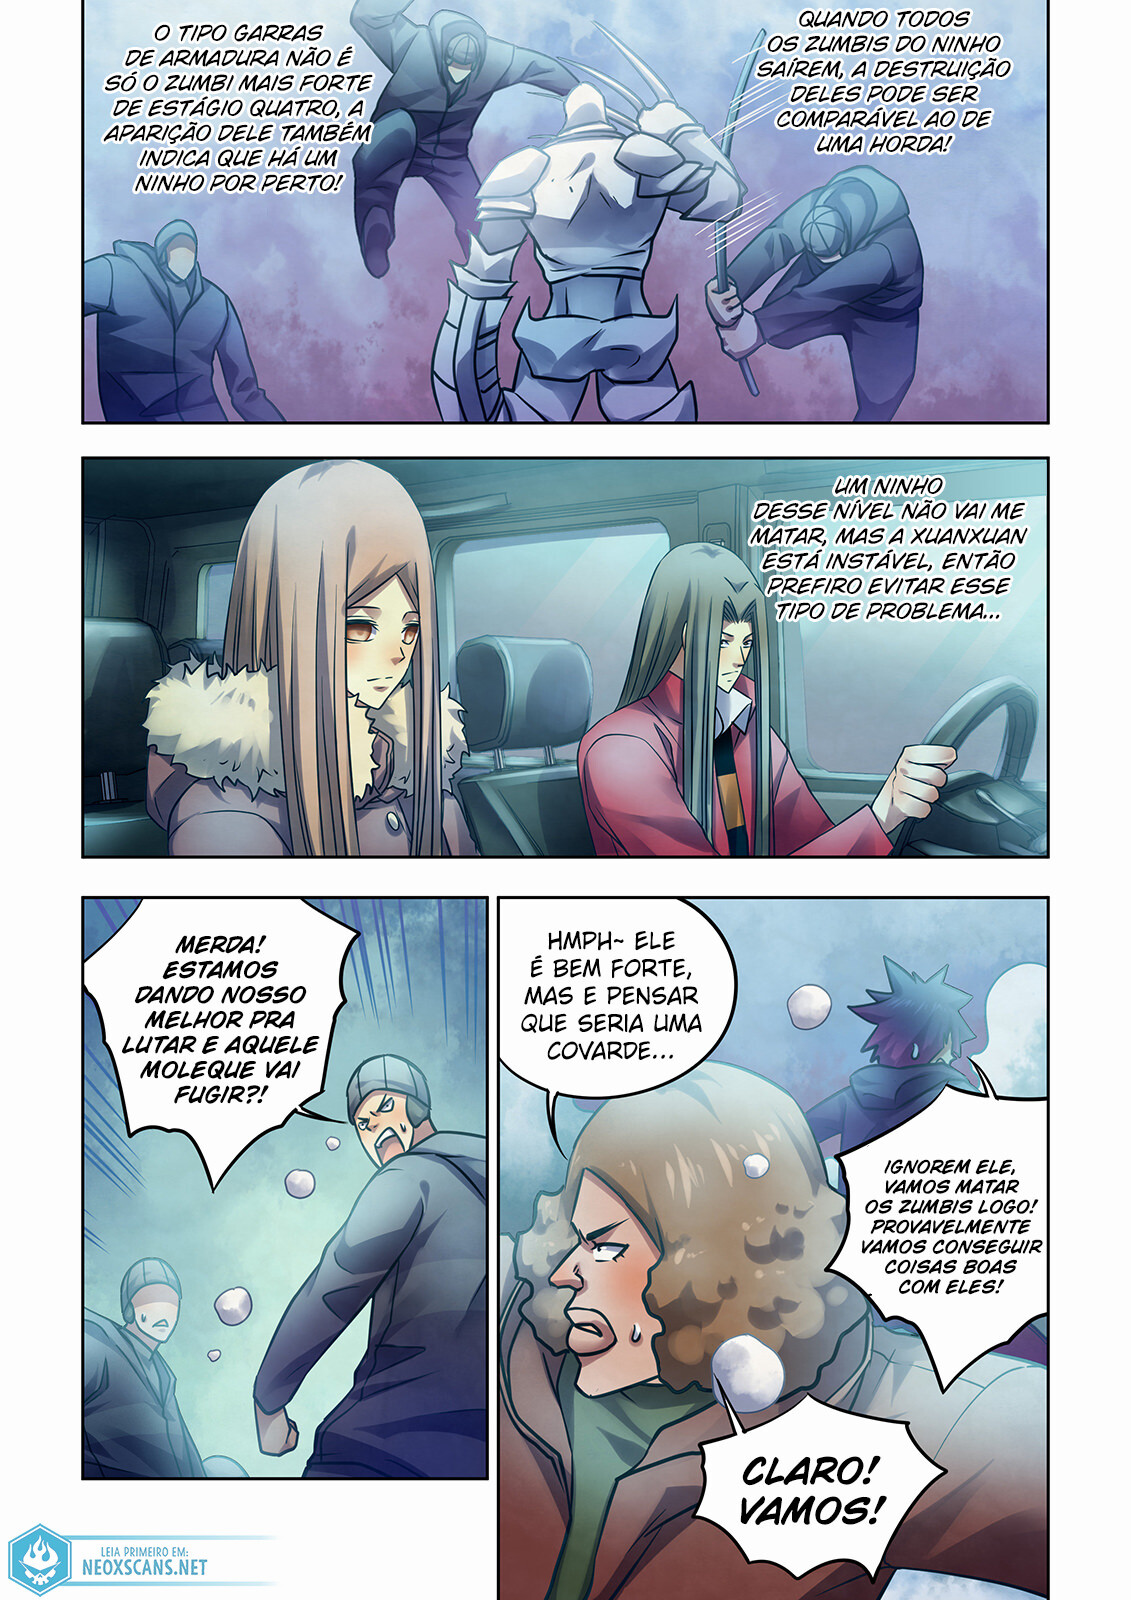 O TIPO GARRAS
DE ARMADURA NÃO É
SÓ O ZUMBI MAIS FORTE
DE ESTÁGIO QUATRO, A
APARIÇÃO DELE TAMBÉM
INDICA QUE HÁ UM
NINHO POR PERTO!
QUANDO TODOS
OS ZUMBIS DO NINHO
SAÍREM, A DESTRUIÇÃO
DELES PODE SER
COMPARÁVEL AO DE
UMA HORDA!
UM NINHO
DESSE NÍVEL NÃO VAI ME
MATAR, MAS A XUANXUAN
ESTÁ INSTÁVEL, ENTÃO
PREFIRO EVITAR ESSE
TIPO DE PROBLEMA...
MERDA!
ESTAMOS
DANDO NOSSO
MELHOR PRA
LUTAR E AQUELE
MOLEQUE VAI
FUGIR?!
HMPH~ ELE
É BEM FORTE,
MAS E PENSAR
QUE SERIA UMA
COVARDE...
IGNOREM ELE,
VAMOS MATAR
OS ZUMBIS LOGO!
PROVAVELMENTE
VAMOS CONSEGUIR
COISAS BOAS
COM ELES!
CLARO!
VAMOS!
LEIA PRIMEIRO EM:
NEOXSCANS.NET